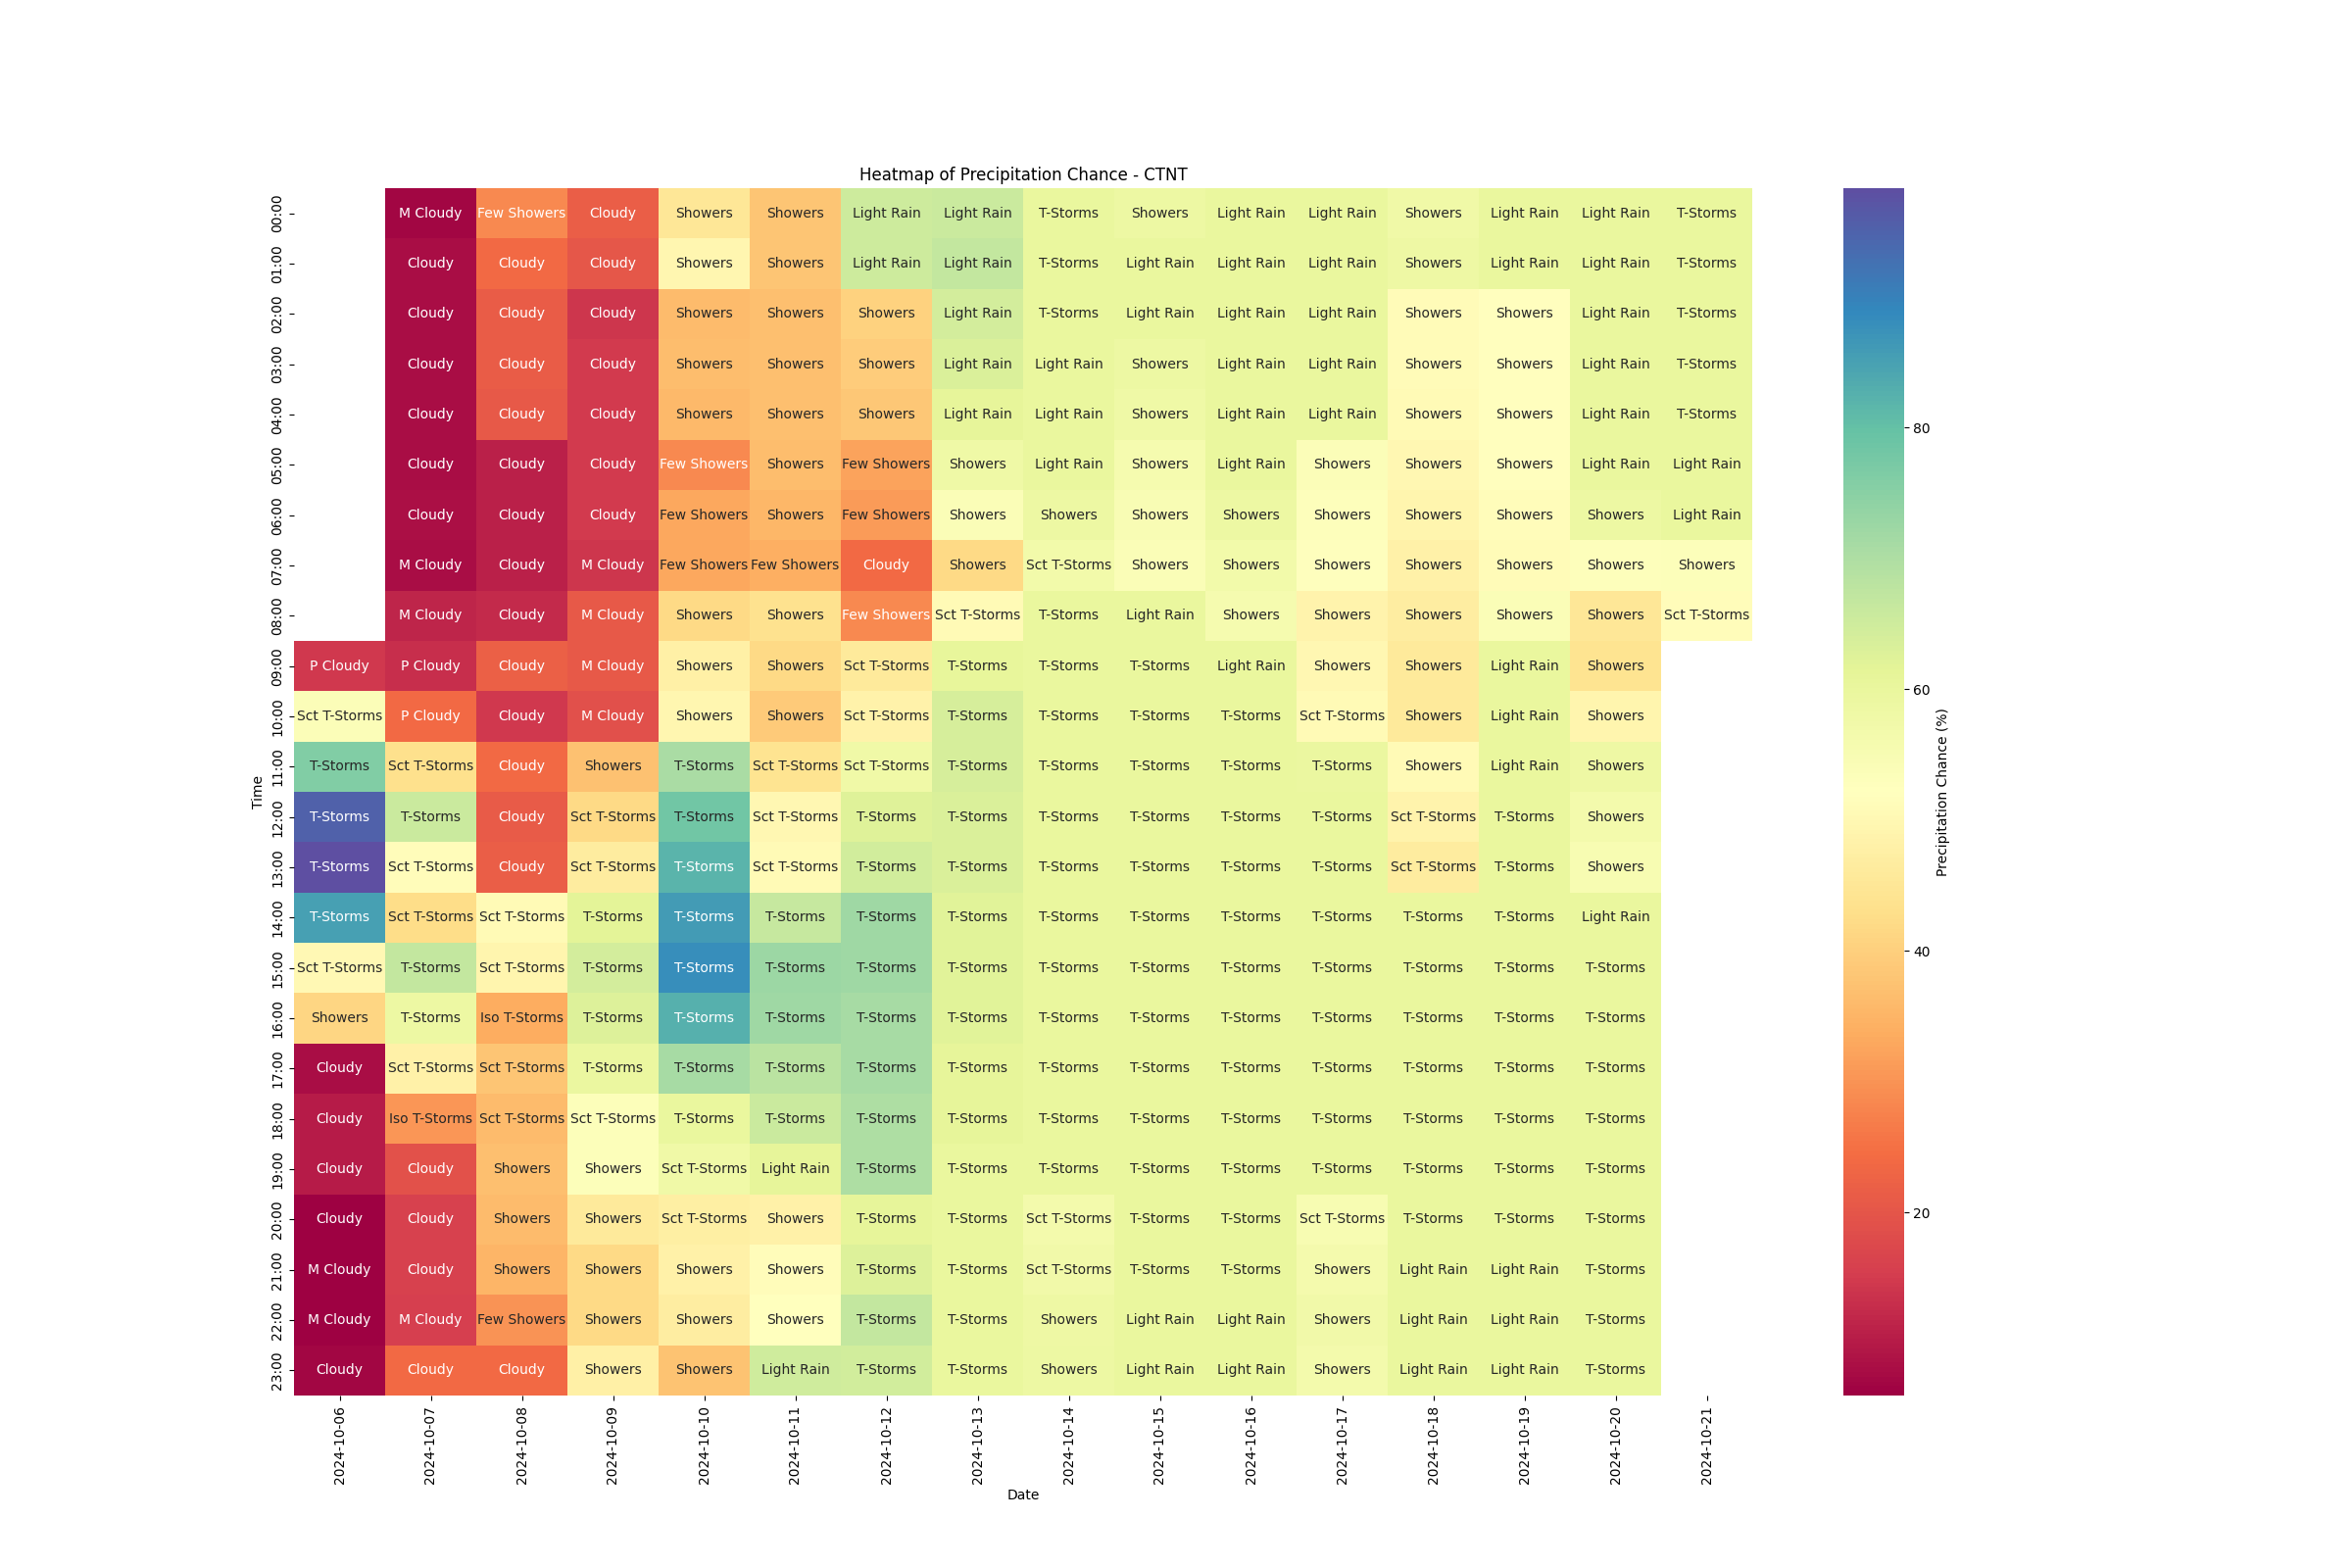 Heatmap of Precipitation Chance - CTNT
00:00 M Cloudy Few Showers Cloudy Showers Showers Light Rain Light Rain T-Storms Showers Light Rain Light Rain Showers Light Rain Light Rain T-Storms
01:00 Cloudy Cloudy Cloudy Showers Showers Light Rain Light Rain T-Storms Light Rain Light Rain Light Rain Showers Light Rain Light Rain T-Storms
02:00 Cloudy Cloudy Cloudy Showers Showers Showers Light Rain T-Storms Light Rain Light Rain Light Rain Showers Showers Light Rain T-Storms
03:00 Cloudy Cloudy Cloudy Showers Showers Showers Light Rain Light Rain Showers Light Rain Light Rain Showers Showers Light Rain T-Storms
04:00 Cloudy Cloudy Cloudy Showers Showers Showers Light Rain Light Rain Showers Light Rain Light Rain Showers Showers Light Rain T-Storms
05:00 Cloudy Cloudy Cloudy Few Showers Showers Few Showers Showers Light Rain Showers Light Rain Showers Showers Showers Light Rain Light Rain
06:00 Cloudy Cloudy Cloudy Few Showers Showers Few Showers Showers Showers Showers Showers Showers Showers Showers Showers Light Rain
07:00 M Cloudy Cloudy M Cloudy Few Showers Few Showers Cloudy Showers Sct T-Storms Showers Showers Showers Showers Showers Showers Showers
08:00 M Cloudy Cloudy M Cloudy Showers Showers Few Showers Sct T-Storms T-Storms Light Rain Showers Showers Showers Showers Showers Sct T-Storms
09:00 P Cloudy P Cloudy Cloudy M Cloudy Showers Showers Sct T-Storms T-Storms T-Storms T-Storms Light Rain Showers Showers Light Rain Showers
10:00 Sct T-Storms P Cloudy Cloudy M Cloudy Showers Showers Sct T-Storms T-Storms T-Storms T-Storms T-Storms Sct T-Storms Showers Light Rain Showers
11:00 T-Storms Sct T-Storms Cloudy Showers T-Storms Sct T-Storms Sct T-Storms T-Storms T-Storms T-Storms T-Storms T-Storms Showers Light Rain Showers
12:00 T-Storms T-Storms Cloudy Sct T-Storms T-Storms Sct T-Storms T-Storms T-Storms T-Storms T-Storms T-Storms T-Storms Sct T-Storms T-Storms Showers
13:00 T-Storms Sct T-Storms Cloudy Sct T-Storms T-Storms Sct T-Storms T-Storms T-Storms T-Storms T-Storms T-Storms T-Storms Sct T-Storms T-Storms Showers
14:00 T-Storms Sct T-Storms Sct T-Storms T-Storms T-Storms T-Storms T-Storms T-Storms T-Storms T-Storms T-Storms T-Storms T-Storms T-Storms Light Rain
15:00 Sct T-Storms T-Storms Sct T-Storms T-Storms T-Storms T-Storms T-Storms T-Storms T-Storms T-Storms T-Storms T-Storms T-Storms T-Storms T-Storms
16:00 Showers T-Storms Iso T-Storms T-Storms T-Storms T-Storms T-Storms T-Storms T-Storms T-Storms T-Storms T-Storms T-Storms T-Storms T-Storms
17:00 Cloudy Sct T-Storms Sct T-Storms T-Storms T-Storms T-Storms T-Storms T-Storms T-Storms T-Storms T-Storms T-Storms T-Storms T-Storms T-Storms
18:00 Cloudy Iso T-Storms Sct T-Storms Sct T-Storms T-Storms T-Storms T-Storms T-Storms T-Storms T-Storms T-Storms T-Storms T-Storms T-Storms T-Storms
19:00 Cloudy Cloudy Showers Showers Sct T-Storms Light Rain T-Storms T-Storms T-Storms T-Storms T-Storms T-Storms T-Storms T-Storms T-Storms
20:00 Cloudy Cloudy Showers Showers Sct T-Storms Showers T-Storms T-Storms Sct T-Storms T-Storms T-Storms Sct T-Storms T-Storms T-Storms T-Storms
21:00 M Cloudy Cloudy Showers Showers Showers Showers T-Storms T-Storms Sct T-Storms T-Storms T-Storms Showers Light Rain Light Rain T-Storms
22:00 M Cloudy M Cloudy Few Showers Showers Showers Showers T-Storms T-Storms Showers Light Rain Light Rain Showers Light Rain Light Rain T-Storms
23:00 Cloudy Cloudy Cloudy Showers Showers Light Rain T-Storms T-Storms Showers Light Rain Light Rain Showers Light Rain Light Rain T-Storms
2024-10-06 2024-10-07 2024-10-08 2024-10-09 2024-10-10 2024-10-11 2024-10-12 2024-10-13 2024-10-14 2024-10-15 2024-10-16 2024-10-17 2024-10-18 2024-10-19 2024-10-20 2024-10-21
Date
Time
80
60
40
20
Precipitation Chance (%)